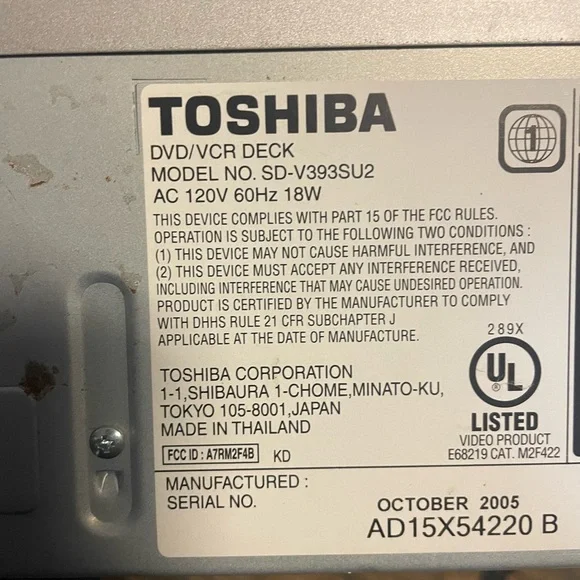 TOSHIBA
1
DVD/VCR DECK
MODEL NO. SD-V393SU2
AC 120V 60Hz 18W
THIS DEVICE COMPLIES WITH PART 15 OF THE FCC RULES.
OPERATION IS SUBJECT TO THE FOLLOWING TWO CONDITIONS :
(1) THIS DEVICE MAY NOT CAUSE HARMFUL INTERFERENCE, AND
(2) THIS DEVICE MUST ACCEPT ANY INTERFERENCE RECEIVED,
INCLUDING INTERFERENCE THAT MAY CAUSE UNDESIRED OPERATION.
PRODUCT IS CERTIFIED BY THE MANUFACTURER TO COMPLY
WITH DHHS RULE 21 CFR SUBCHAPTER J
APPLICABLE AT THE DATE OF MANUFACTURE.
TOSHIBA CORPORATION
1-1,SHIBAURA 1-CHOME,MINATO-KU,
TOKYO 105-8001,JAPAN
MADE IN THAILAND
FCC ID : A7RM2F4B KD
289X
UL
LISTED
VIDEO PRODUCT
E68219 CAT. M2F422
MANUFACTURED : OCTOBER 2005
SERIAL NO. AD15X54220 B